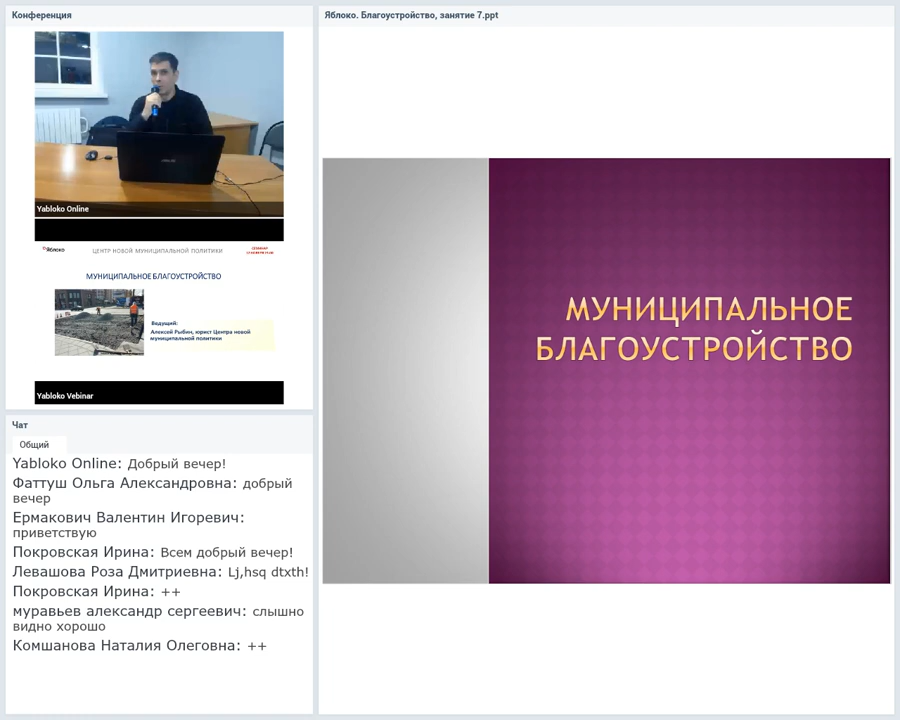 Конференция
Yabloko Online
Яблоко
ЦЕНТР НОВОЙ МУНИЦИПАЛЬНОЙ ПОЛИТИКИ
МУНИЦИПАЛЬНОЕ БЛАГОУСТРОЙСТВО
Ведущий:
Алексей Рыбин, юрист Центра новой
муниципальной политики
Yabloko Vebinar
Чат
Общий
Yabloko Online: Добрый вечер!
Фаттуш Ольга Александровна: добрый
вечер
Ермакович Валентин Игоревич:
приветствую
Покровская Ирина: Всем добрый вечер!
Левашова Роза Дмитриевна: Lj,hsq dtxth!
Покровская Ирина: ++
муравьев александр сергеевич: слышно
видно хорошо
Комшанова Наталия Олеговна: ++
Яблоко. Благоустройство, занятие 7.ppt
МУНИЦИПАЛЬНОЕ
БЛАГОУСТРОЙСТВО